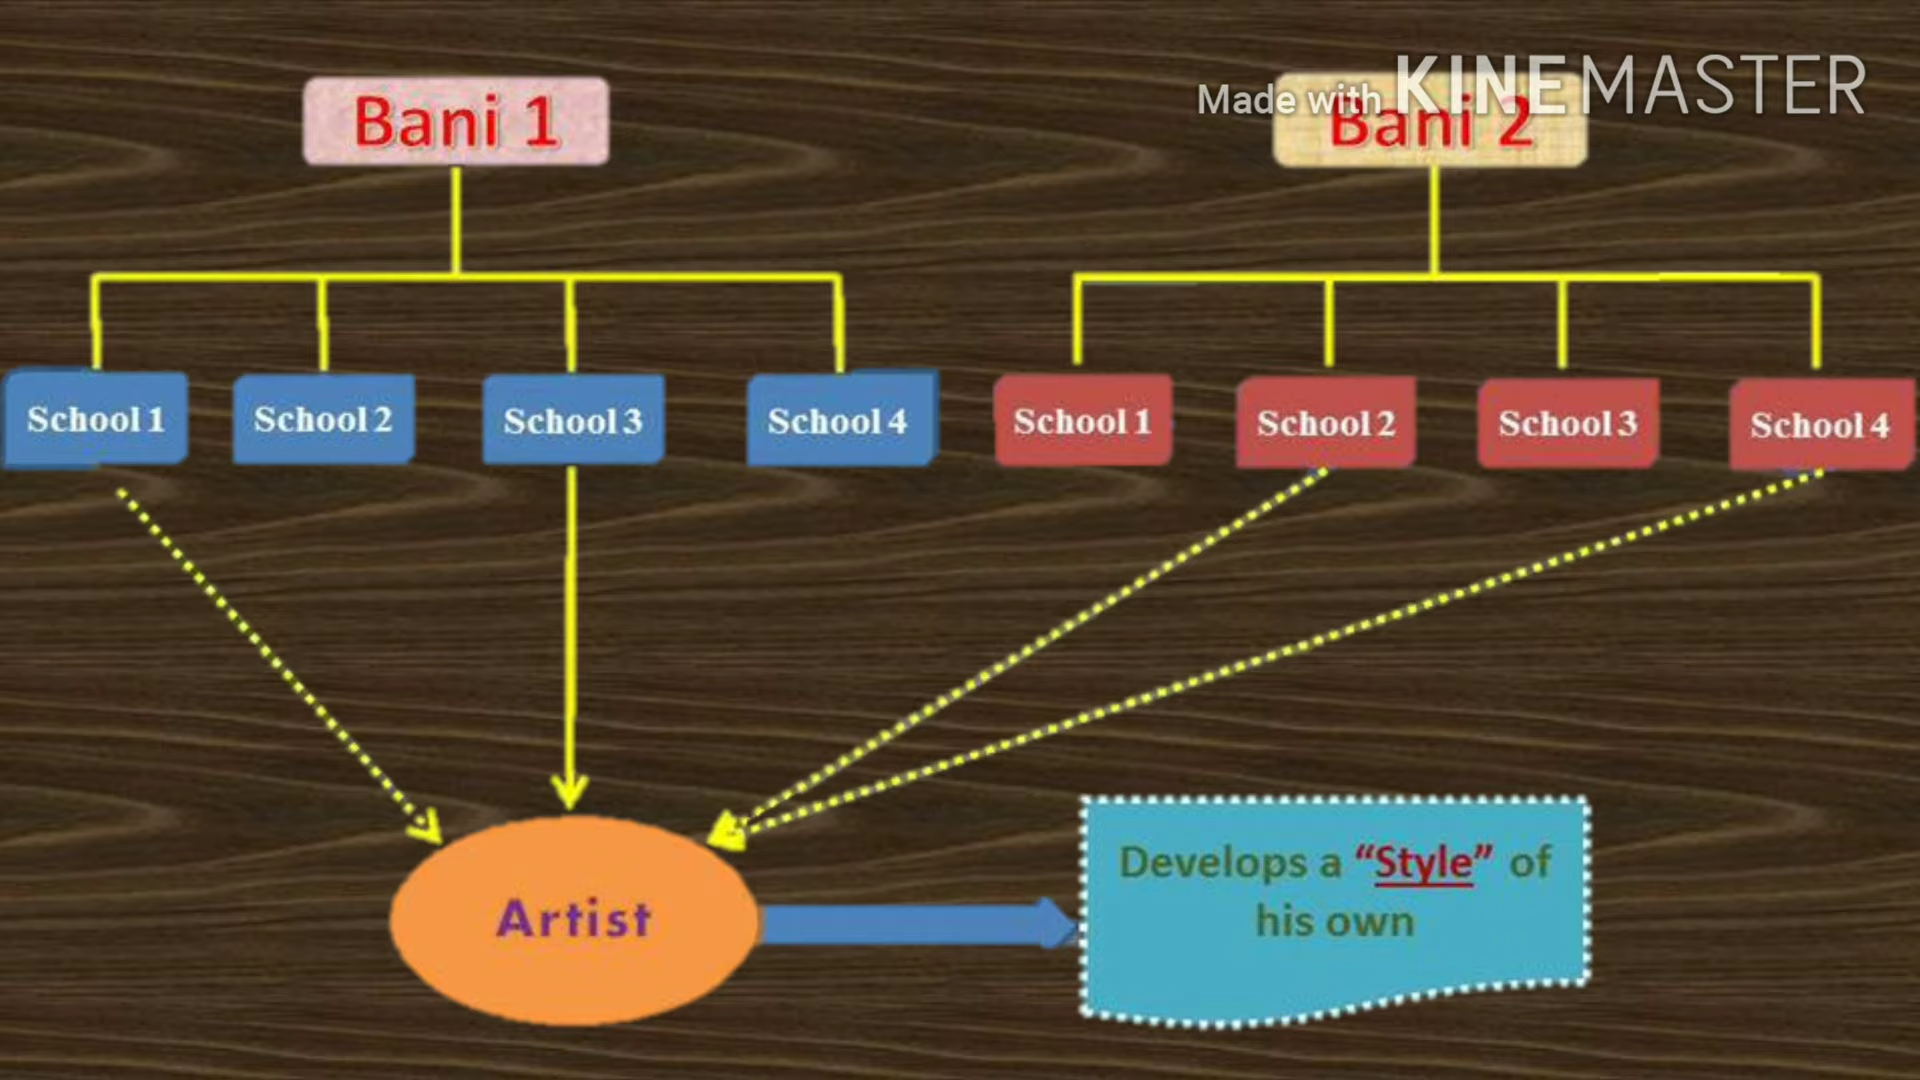 Bani 1
Made with KINEMASTER
Bani 2
School 1
School 2
School 3
School 4
School 1
School 2
School 3
School 4
Artist
Develops a “Style” of
his own